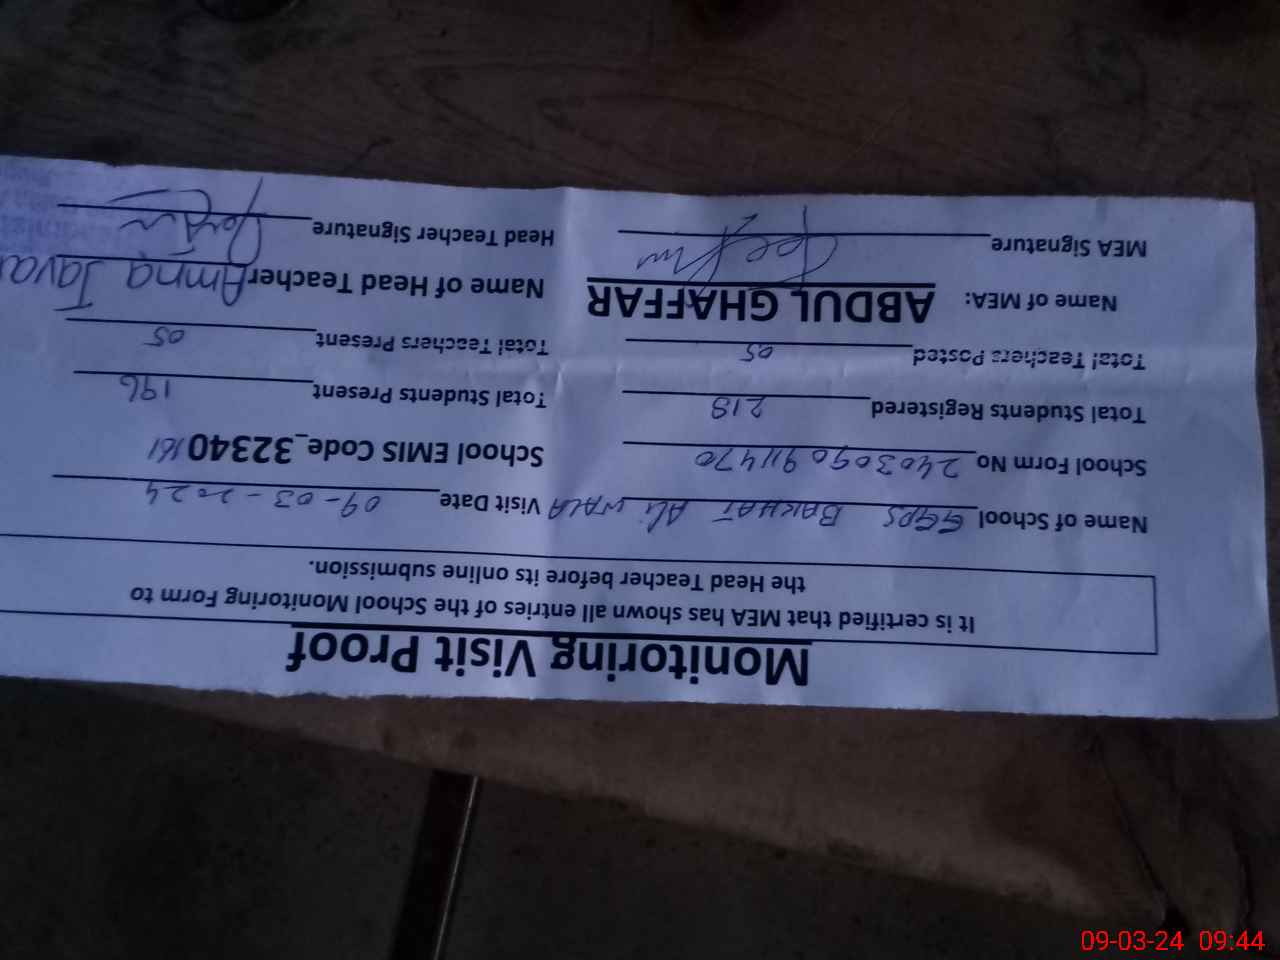 Monitoring Visit Proof
It is certified that MEA has shown all entries of the School Monitoring Form to
the Head Teacher before its online submission.
Name of School GGPS BAKHAT Ali WALA Visit Date 09-03-2024
School Form No 2403090911470 School EMIS Code_32340161
Total Students Registered 218 Total Students Present 196
Total Teachers Posted 05 Total Teachers Present 05
Name of MEA: ABDUL GHAFFAR Name of Head Teacher Amna Java
MEA Signature Head Teacher Signature
09-03-24 09:44